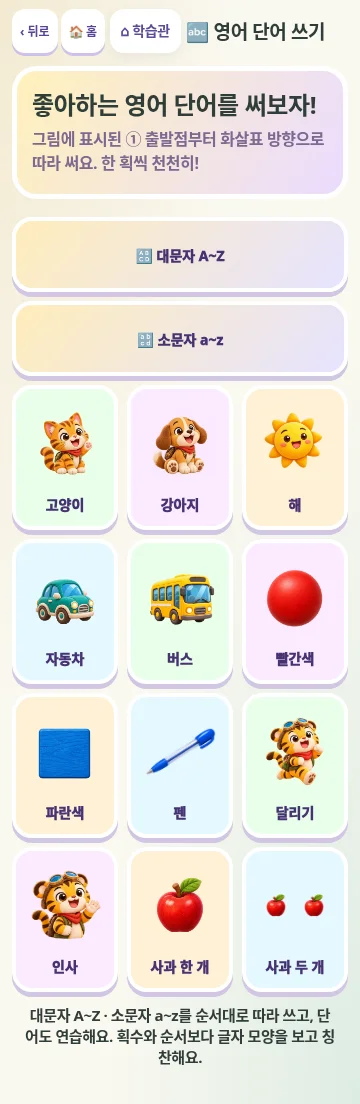 ‹ 뒤로 🏠 홈 ⌂ 학습관 🔤 영어 단어 쓰기
좋아하는 영어 단어를 써보자!
그림에 표시된 ① 출발점부터 화살표 방향으로
따라 써요. 한 획씩 천천히!
🔠 대문자 A~Z
🔡 소문자 a~z
고양이 강아지 해
자동차 버스 빨간색
파란색 펜 달리기
인사 사과 한 개 사과 두 개
대문자 A~Z · 소문자 a~z를 순서대로 따라 쓰고, 단
어도 연습해요. 획수와 순서보다 글자 모양을 보고 칭
찬해요.